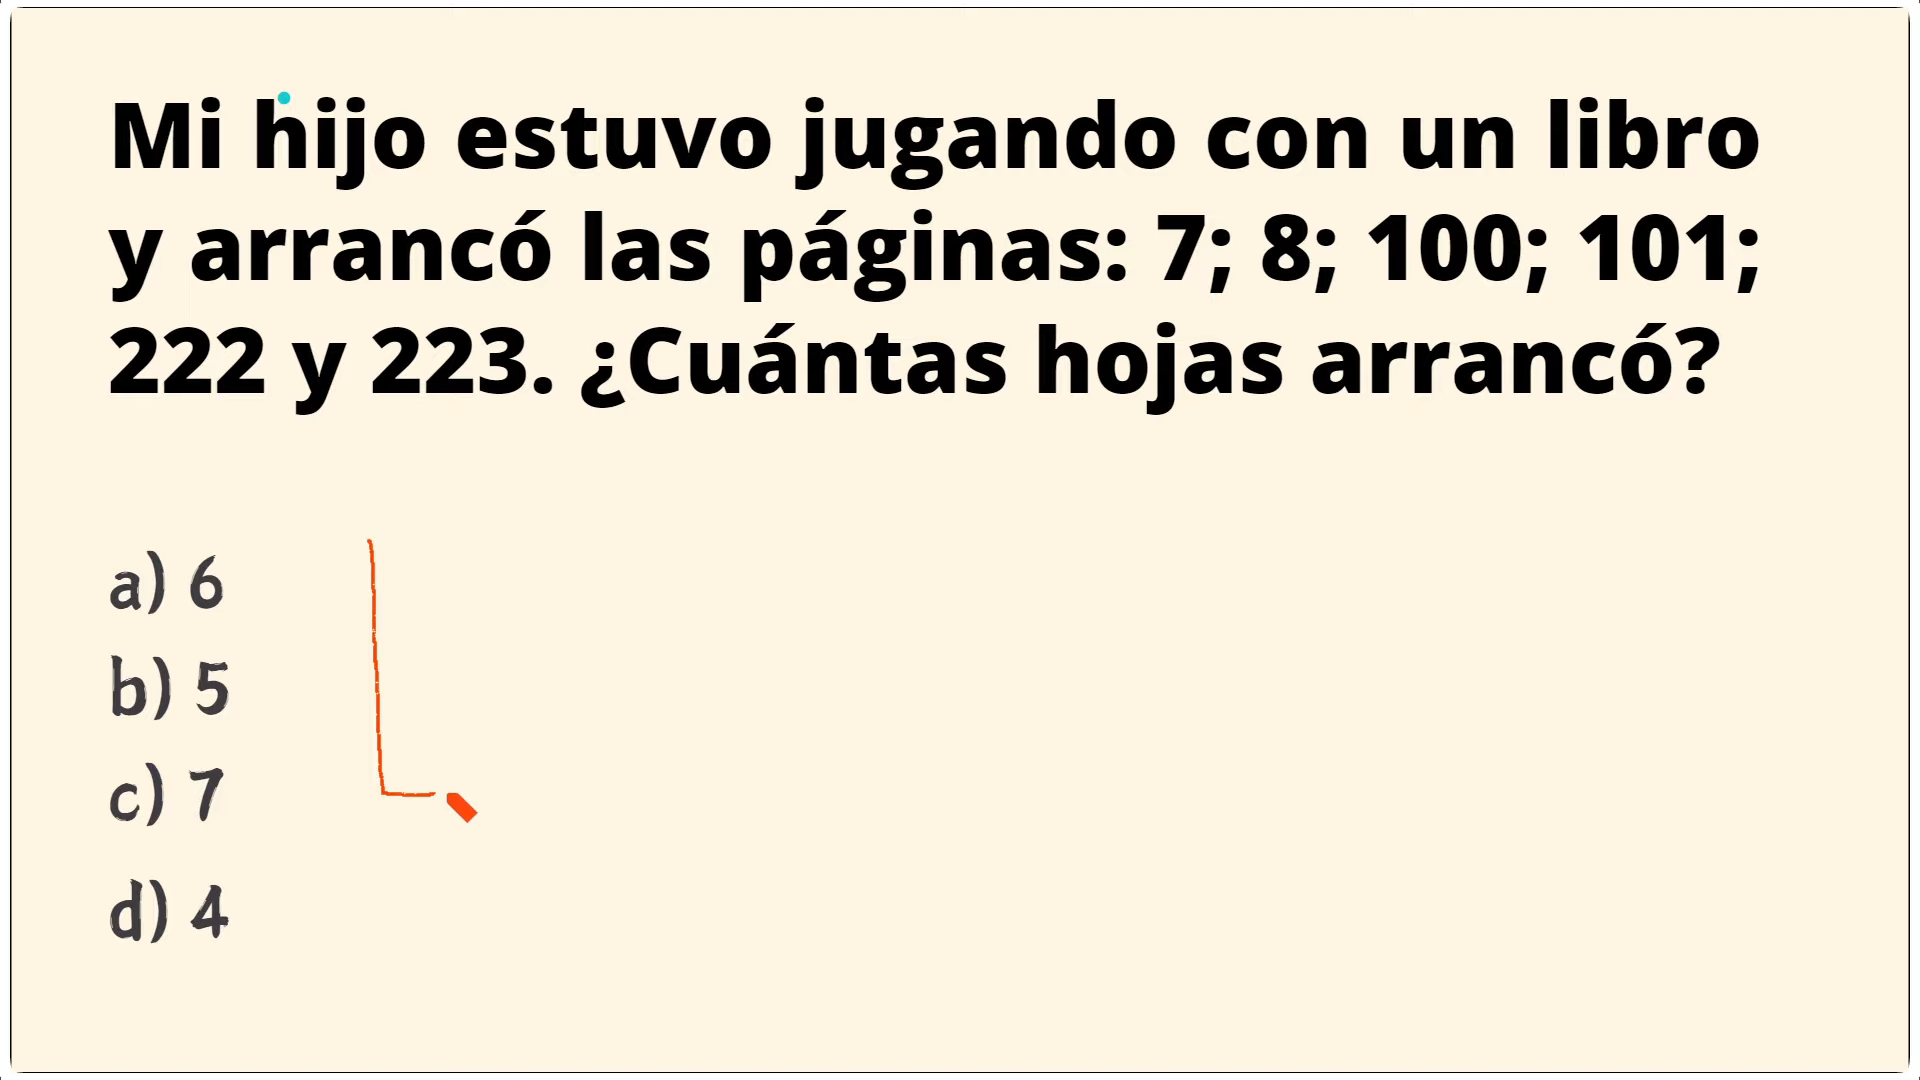 Mi hijo estuvo jugando con un libro
y arrancó las páginas: 7; 8; 100; 101;
222 y 223. ¿Cuántas hojas arrancó?
a) 6
b) 5
c) 7
d) 4